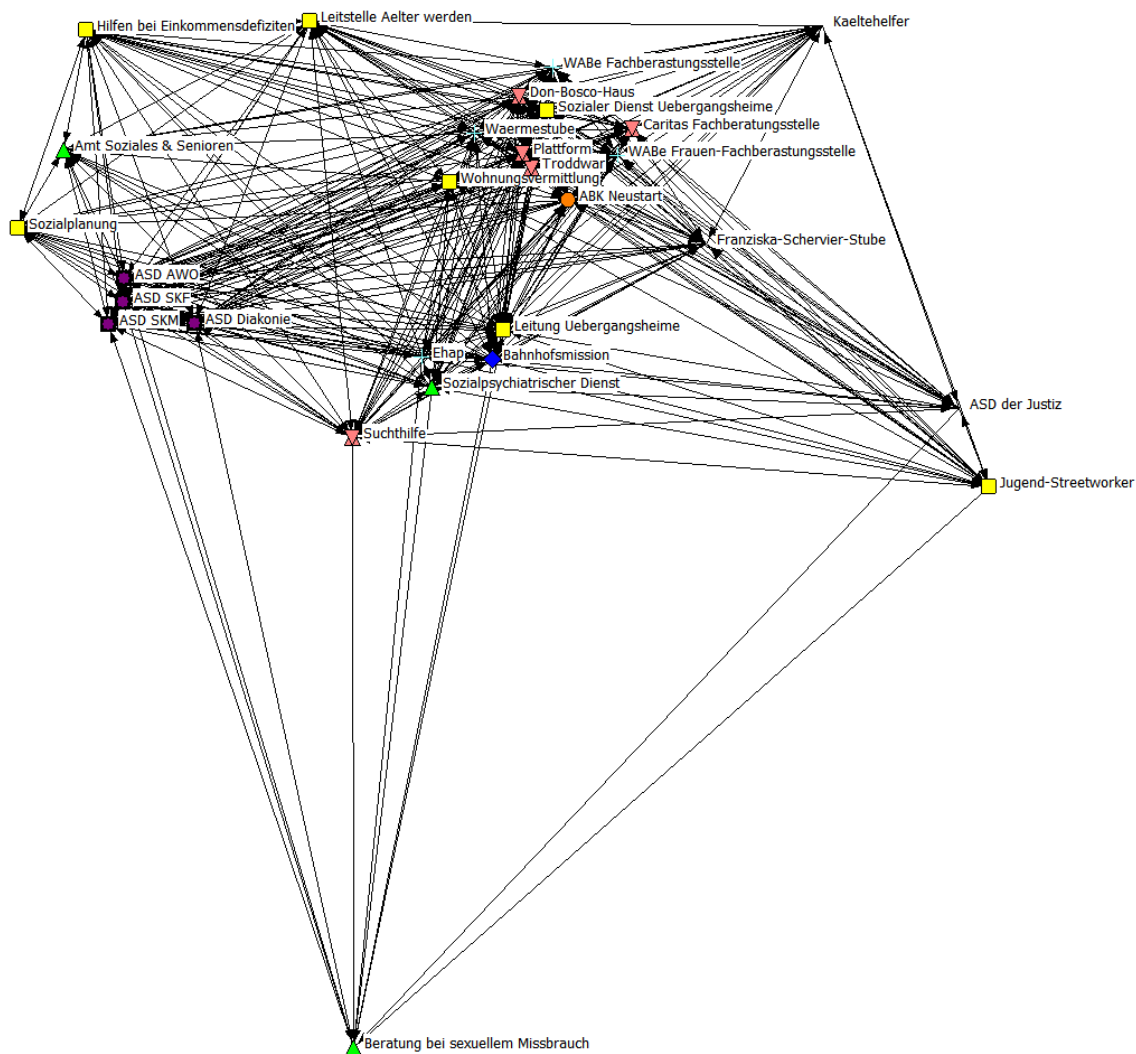 Leitstelle Aelter werden
Kaeltehelfer
Hilfen bei Einkommensdefiziten
WABe Fachberastungsstelle
Don-Bosco-Haus
Sozialer Dienst Uebergangsheime
Caritas Fachberatungsstelle
Waermestube
Amt Soziales & Senioren
Plattform
WABe Frauen-Fachberastungsstelle
Troddwar
Wohnungsvermittlung
ABK Neustart
Sozialplanung
Franziska-Schervier-Stube
ASD AWO
ASD SKF
ASD SKM
ASD Diakonie
Leitung Uebergangsheime
Ehap
Bahnhofsmission
Sozialpsychiatrischer Dienst
ASD der Justiz
Suchthilfe
Jugend-Streetworker
Beratung bei sexuellem Missbrauch